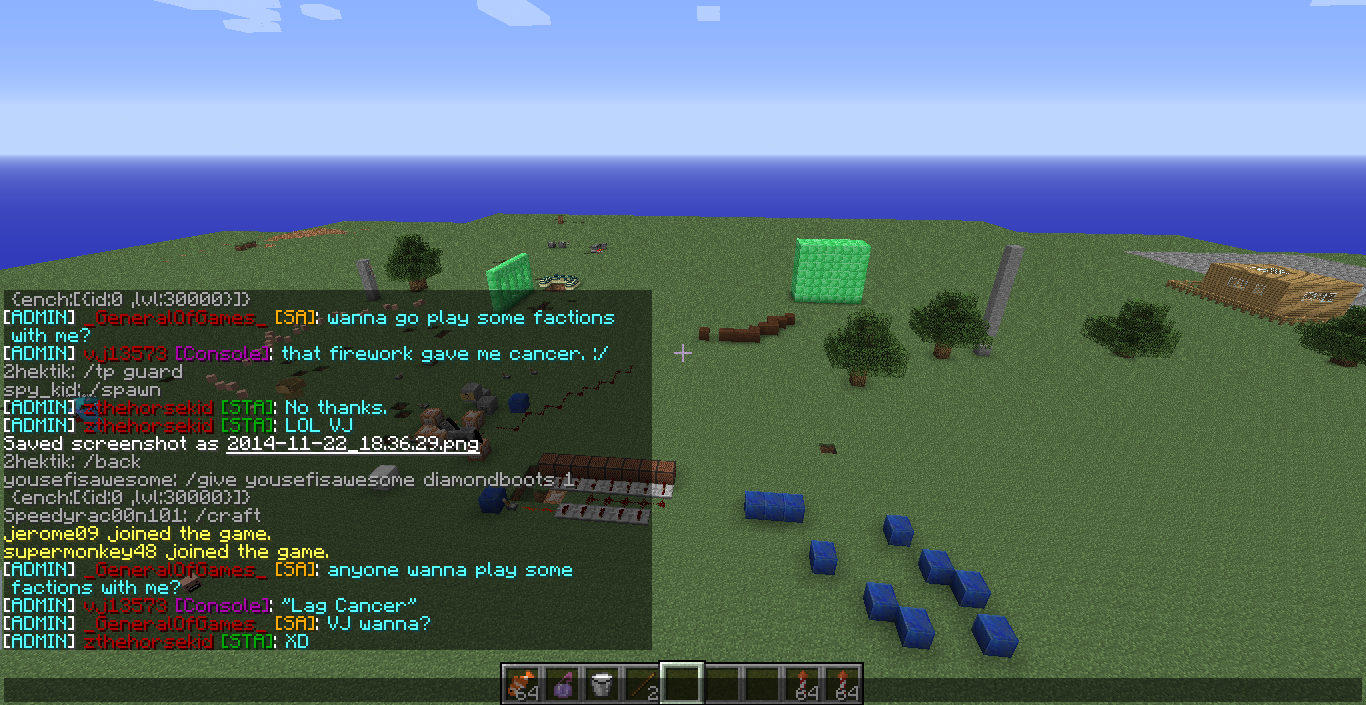 {ench:[{id:0 ,lvl:30000}]}
[ADMIN] _GeneralOfGames_ [SA]: wanna go play some factions
with me?
[ADMIN] vj13573 [Console]: that firework gave me cancer. :/
2hektik: /tp guard
spy_kid: /spawn
[ADMIN] zthehorsekid [STA]: No thanks.
[ADMIN] zthehorsekid [STA]: LOL VJ
Saved screenshot as 2014-11-22_18.36.29.png
2hektik: /back
yousefisawesome: /give yousefisawesome diamondboots 1
{ench:[{id:0 ,lvl:30000}]}
Speedyrac00n101: /craft
jerome09 joined the game.
supermonkey48 joined the game.
[ADMIN] _GeneralOfGames_ [SA]: anyone wanna play some
factions with me?
[ADMIN] vj13573 [Console]: "Lag Cancer"
[ADMIN] _GeneralOfGames_ [SA]: VJ wanna?
[ADMIN] zthehorsekid [STA]: XD
64 2 64 64